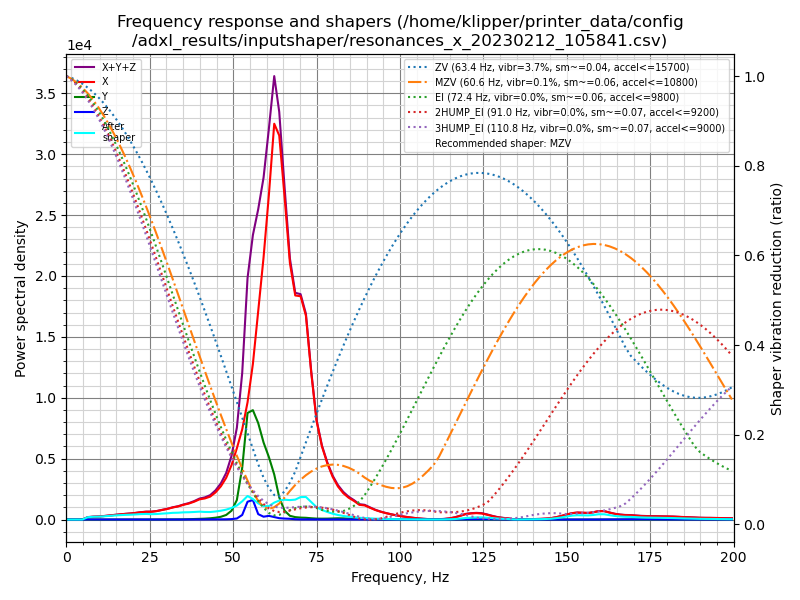 Frequency response and shapers (/home/klipper/printer_data/config
/adxl_results/inputshaper/resonances_x_20230212_105841.csv)
1e4
X+Y+Z
X
Y
Z
after
shaper
ZV (63.4 Hz, vibr=3.7%, sm~=0.04, accel<=15700)
MZV (60.6 Hz, vibr=0.1%, sm~=0.06, accel<=10800)
EI (72.4 Hz, vibr=0.0%, sm~=0.06, accel<=9800)
2HUMP_EI (91.0 Hz, vibr=0.0%, sm~=0.07, accel<=9200)
3HUMP_EI (110.8 Hz, vibr=0.0%, sm~=0.07, accel<=9000)
Recommended shaper: MZV
Power spectral density
3.5
3.0
2.5
2.0
1.5
1.0
0.5
0.0
1.0
0.8
0.6
0.4
0.2
0.0
Shaper vibration reduction (ratio)
0 25 50 75 100 125 150 175 200
Frequency, Hz